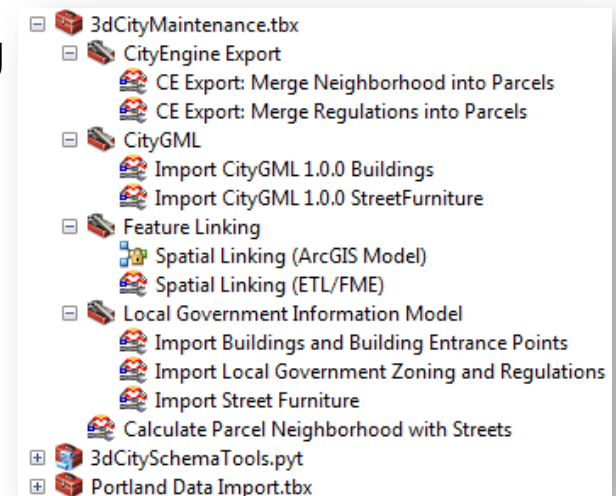 3dCityMaintenance.tbx
CityEngine Export
CE Export: Merge Neighborhood into Parcels
CE Export: Merge Regulations into Parcels
CityGML
Import CityGML 1.0.0 Buildings
Import CityGML 1.0.0 StreetFurniture
Feature Linking
Spatial Linking (ArcGIS Model)
Spatial Linking (ETL/FME)
Local Government Information Model
Import Buildings and Building Entrance Points
Import Local Government Zoning and Regulations
Import Street Furniture
Calculate Parcel Neighborhood with Streets
3dCitySchemaTools.pyt
Portland Data Import.tbx